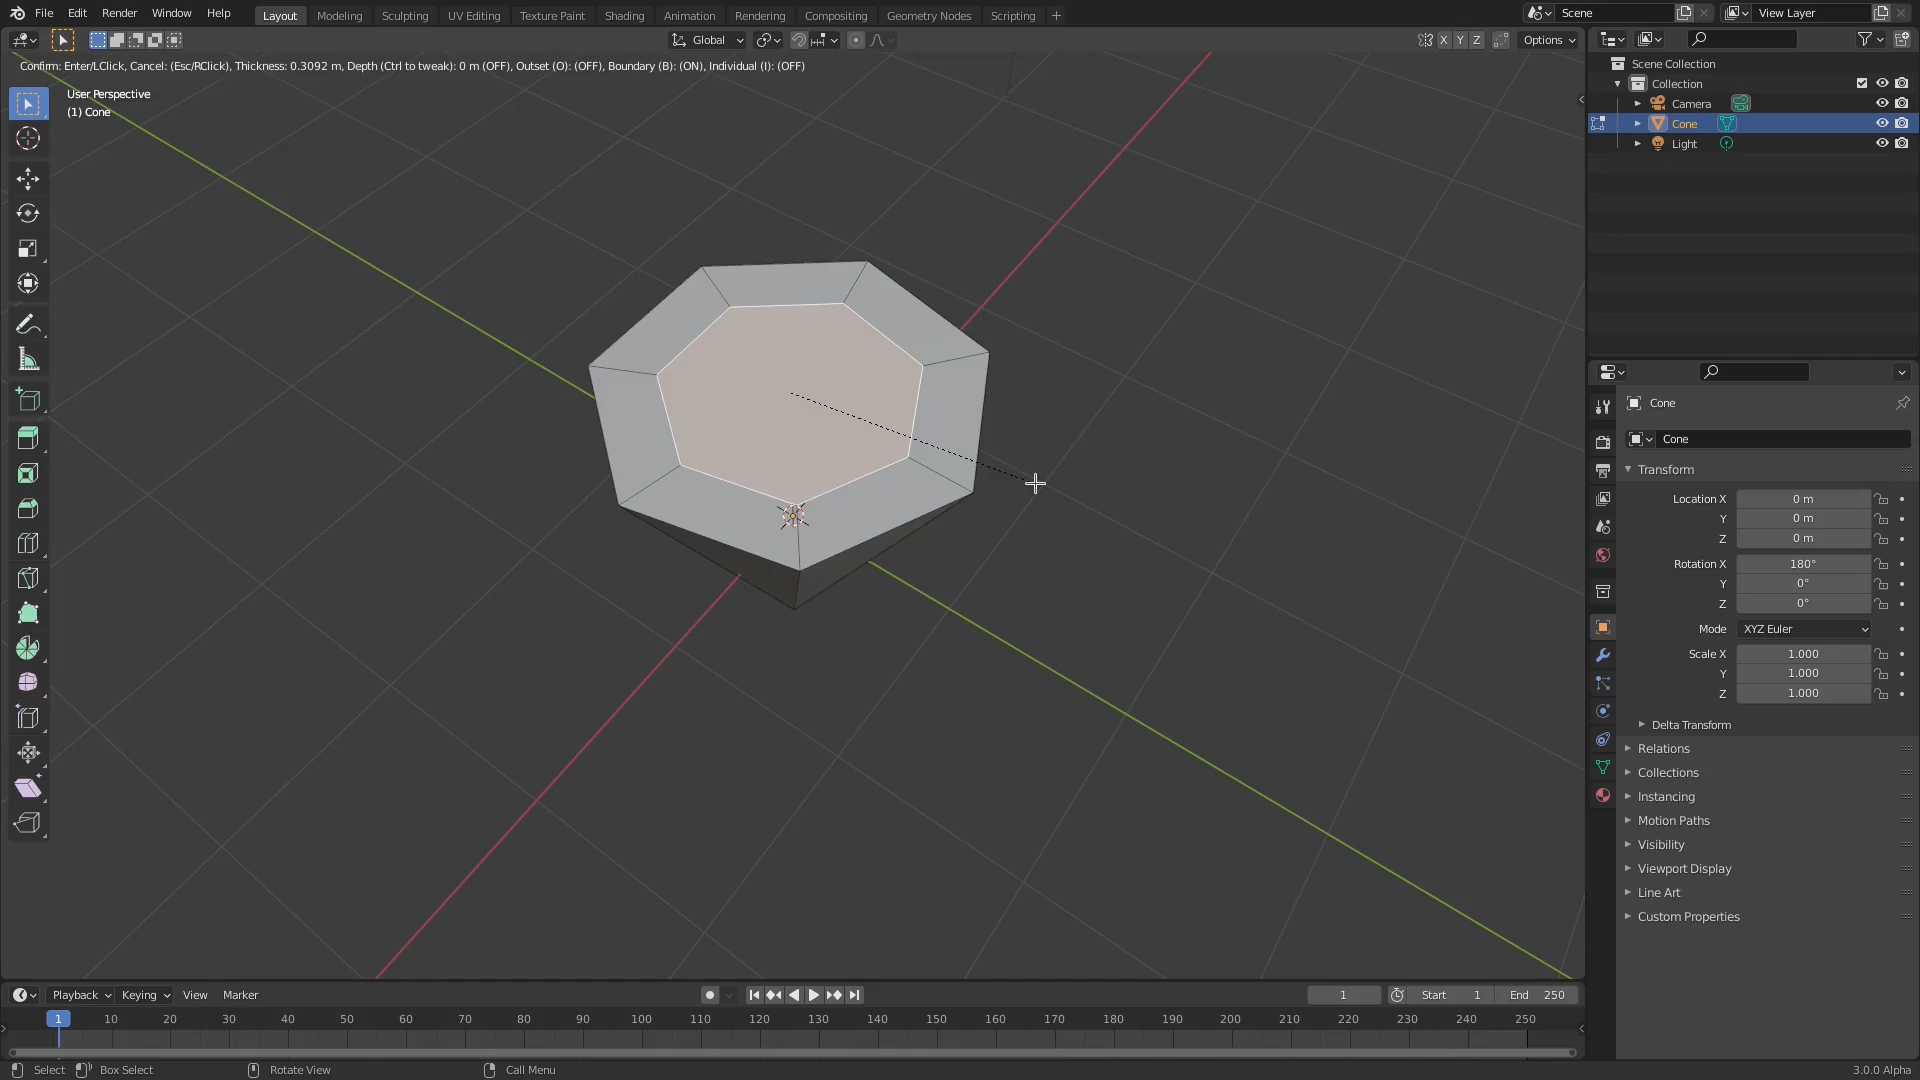 File Edit Render Window Help Layout Modeling Sculpting UV Editing Texture Paint Shading Animation Rendering Compositing Geometry Nodes Scripting + Scene View Layer
Global X Y Z Options
Confirm: Enter/LClick, Cancel: (Esc/RClick), Thickness: 0.3092 m, Depth (Ctrl to tweak): 0 m (OFF), Outset (O): (OFF), Boundary (B): (ON), Individual (I): (OFF)
User Perspective
(1) Cone
Scene Collection
Collection
Camera
Cone
Light
Cone
Cone
Transform
Location X 0 m
Y 0 m
Z 0 m
Rotation X 180°
Y 0°
Z 0°
Mode XYZ Euler
Scale X 1.000
Y 1.000
Z 1.000
Delta Transform
Relations
Collections
Instancing
Motion Paths
Visibility
Viewport Display
Line Art
Custom Properties
Playback Keying View Marker 1 Start 1 End 250
1 10 20 30 40 50 60 70 80 90 100 110 120 130 140 150 160 170 180 190 200 210 220 230 240 250
Select Box Select Rotate View Call Menu 3.0.0 Alpha